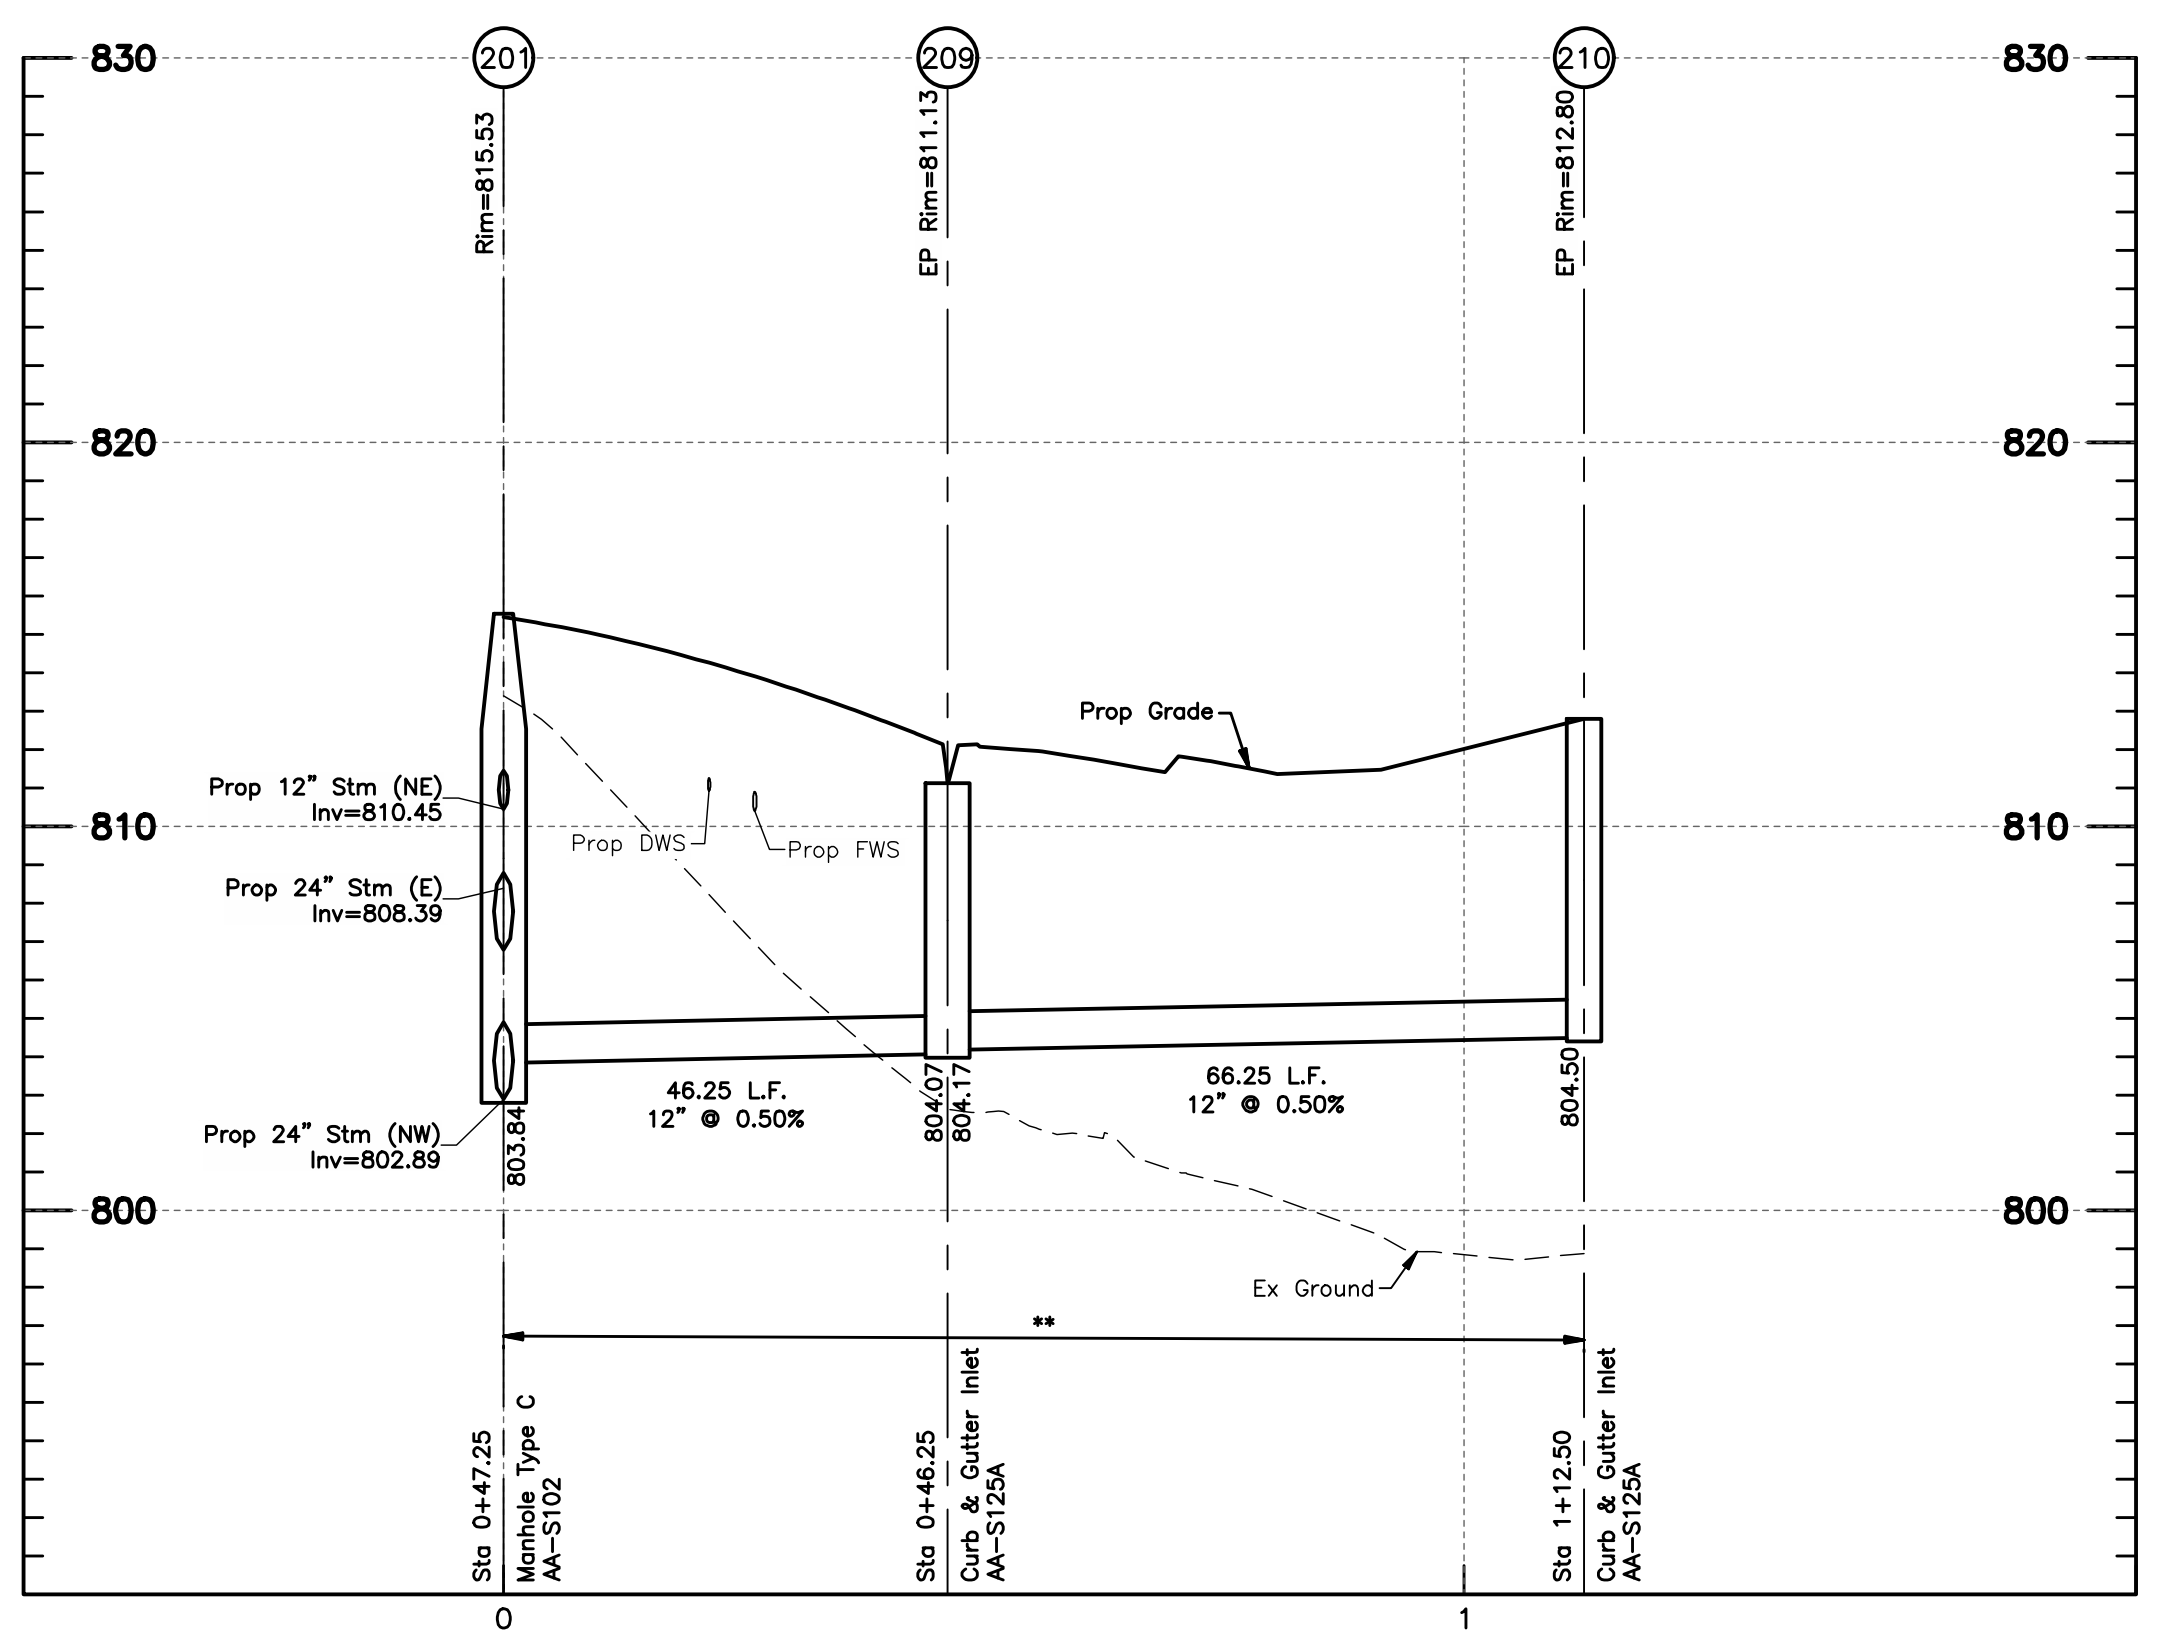 201
209
210
830
830
Rim=815.53
EP Rim=811.13
EP Rim=812.80
820
820
Prop Grade
Prop 12” Stm (NE)
Inv=810.45
810
810
Prop DWS
Prop FWS
Prop 24” Stm (E)
Inv=808.39
46.25 L.F.
12” @ 0.50%
66.25 L.F.
12” @ 0.50%
Prop 24” Stm (NW)
Inv=802.89
803.84
804.07
804.17
804.50
800
800
Ex Ground
**
Sta 0+47.25
Manhole Type C
AA-S102
Sta 0+46.25
Curb & Gutter Inlet
AA-S125A
Sta 1+12.50
Curb & Gutter Inlet
AA-S125A
0
1